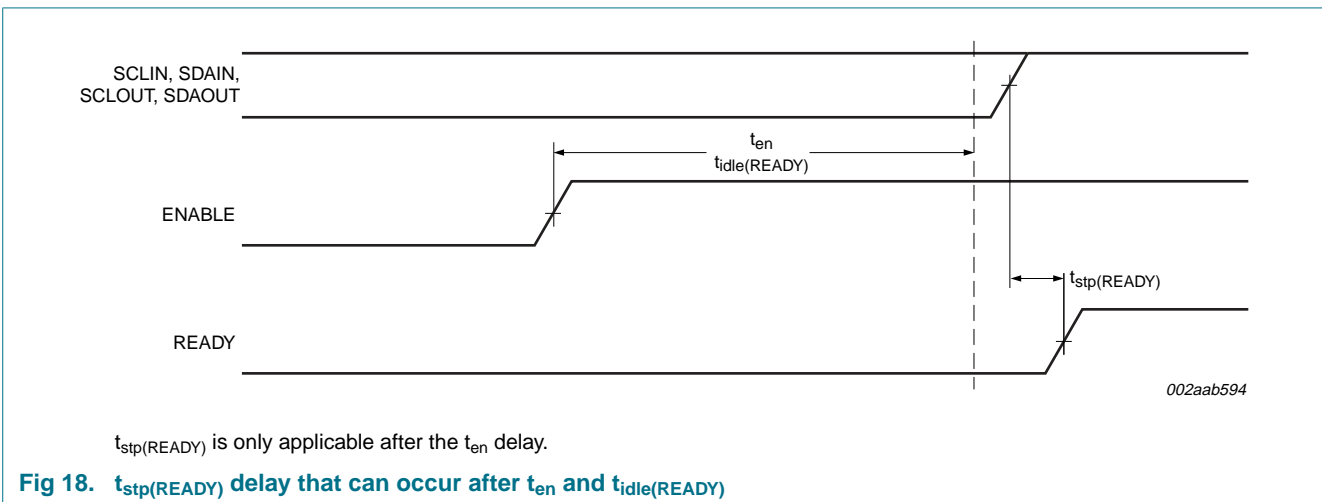 SCLIN, SDAIN,
SCLOUT, SDAOUT
ten
tidle(READY)
ENABLE
tstp(READY)
READY
002aab594
tstp(READY) is only applicable after the ten delay.
Fig 18. tstp(READY) delay that can occur after ten and tidle(READY)